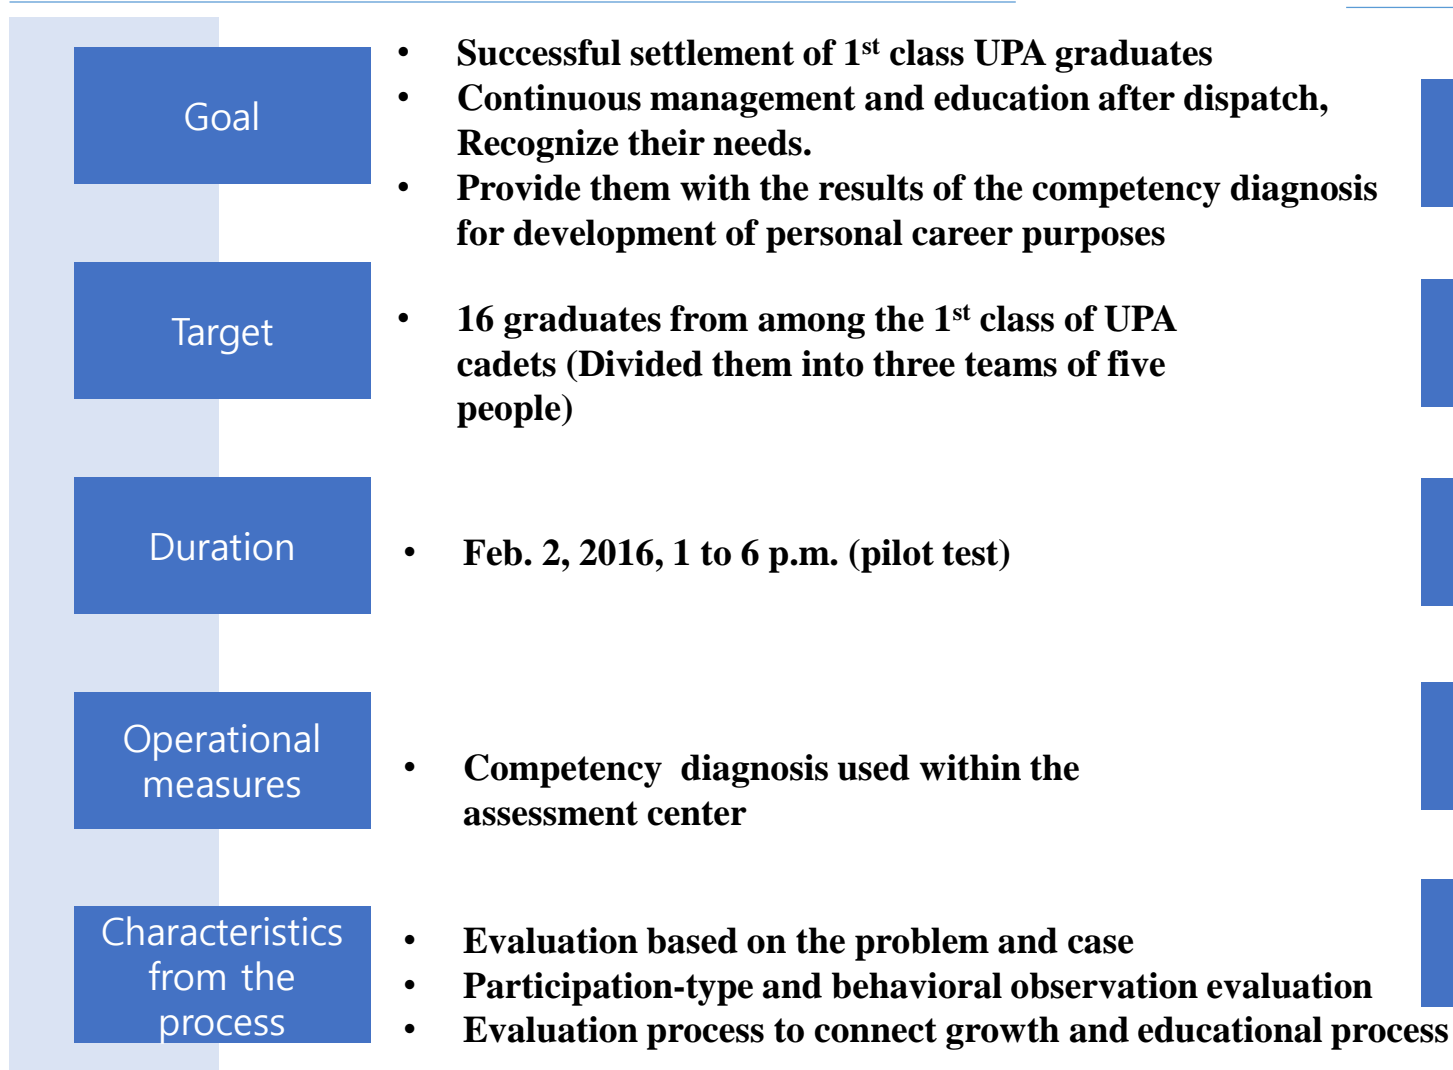 Goal
• Successful settlement of 1st class UPA graduates
• Continuous management and education after dispatch,
Recognize their needs.
• Provide them with the results of the competency diagnosis
for development of personal career purposes
Target
• 16 graduates from among the 1st class of UPA
cadets (Divided them into three teams of five
people)
Duration
• Feb. 2, 2016, 1 to 6 p.m. (pilot test)
Operational
measures
• Competency diagnosis used within the
assessment center
Characteristics
from the
process
• Evaluation based on the problem and case
• Participation-type and behavioral observation evaluation
• Evaluation process to connect growth and educational process